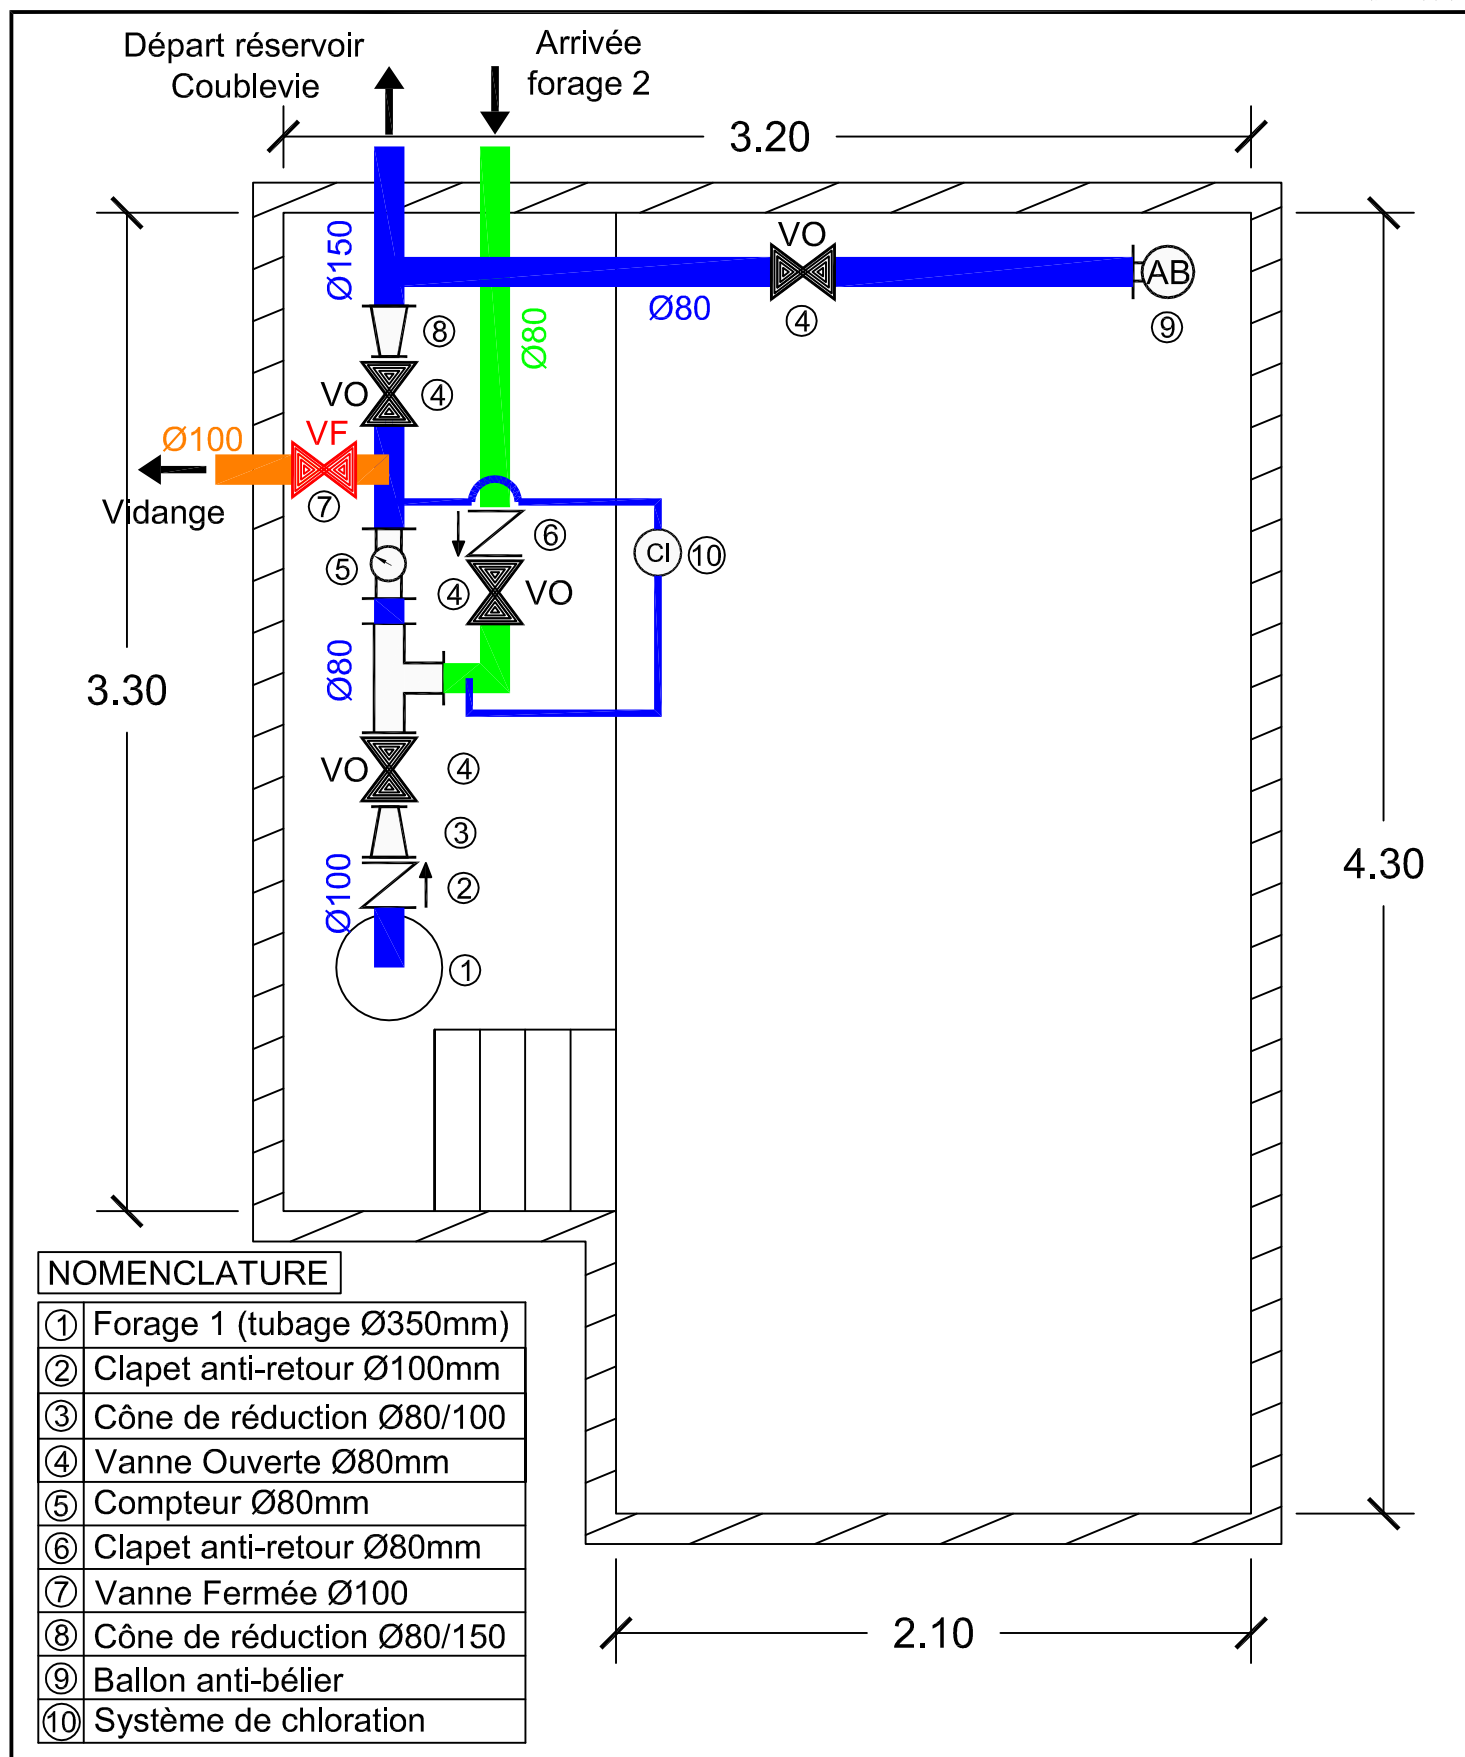 Départ réservoir
Coublevie
Arrivée
forage 2
3.20
VO
AB
Ø150
Ø80
④
⑨
⑧
Ø80
VO
④
VF
Ø100
Vidange
⑦
⑥
Cl
⑩
⑤
④
VO
Ø80
3.30
VO
④
③
4.30
Ø100
②
①
NOMENCLATURE
① Forage 1 (tubage Ø350mm)
② Clapet anti-retour Ø100mm
③ Cône de réduction Ø80/100
④ Vanne Ouverte Ø80mm
⑤ Compteur Ø80mm
⑥ Clapet anti-retour Ø80mm
⑦ Vanne Fermée Ø100
⑧ Cône de réduction Ø80/150
⑨ Ballon anti-bélier
⑩ Système de chloration
2.10